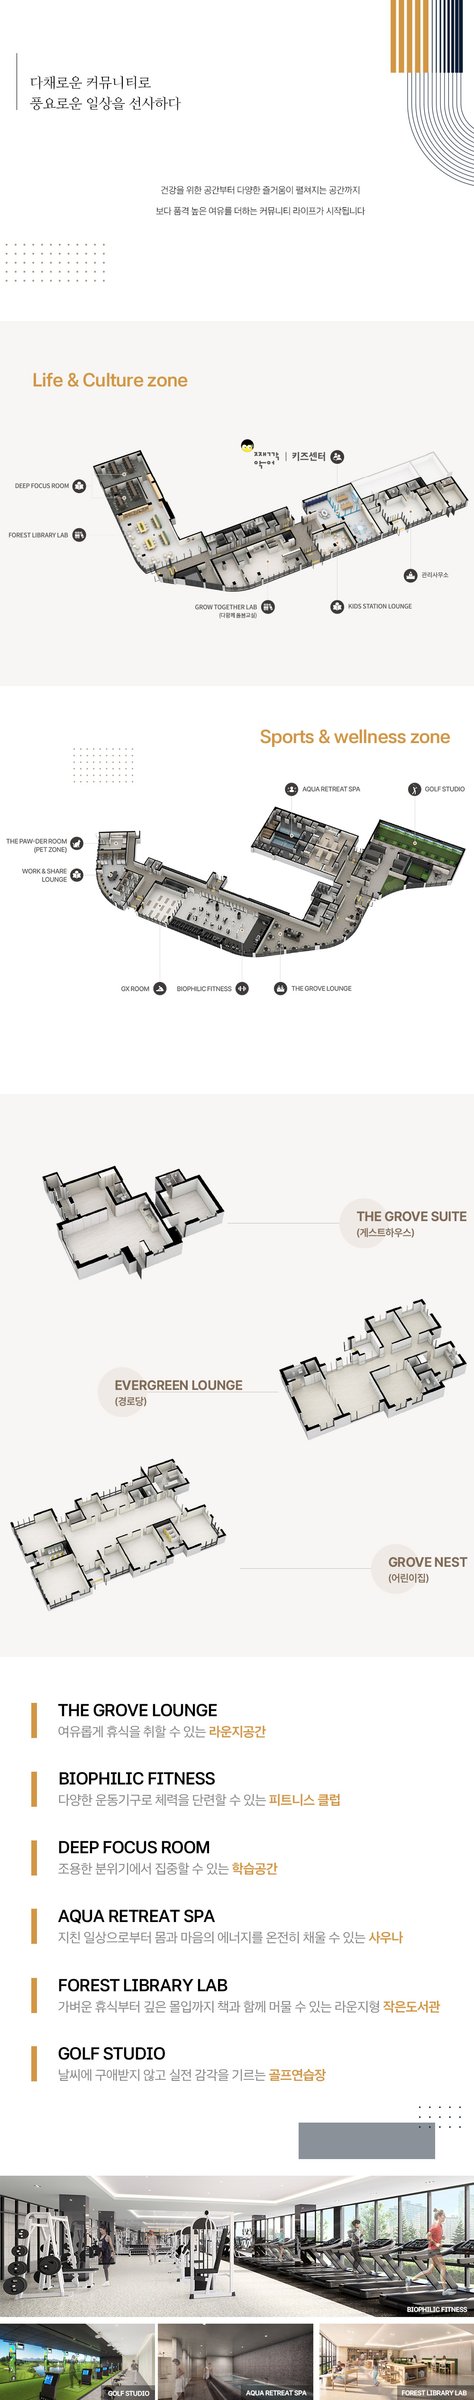 다채로운 커뮤니티로
풍요로운 일상을 선사하다
건강을 위한 공간부터 다양한 즐거움이 펼쳐지는 공간까지
보다 품격 높은 여유를 더하는 커뮤니티 라이프가 시작됩니다
Life & Culture zone
째깍악어 | 키즈센터
DEEP FOCUS ROOM
FOREST LIBRARY LAB
관리사무소
GROW TOGETHER LAB
(다함께 돌봄교실)
KIDS STATION LOUNGE
Sports & wellness zone
AQUA RETREAT SPA
GOLF STUDIO
THE PAW-DER ROOM
(PET ZONE)
WORK & SHARE
LOUNGE
GX ROOM
BIOPHILIC FITNESS
THE GROVE LOUNGE
THE GROVE SUITE
(게스트하우스)
EVERGREEN LOUNGE
(경로당)
GROVE NEST
(어린이집)
THE GROVE LOUNGE
여유롭게 휴식을 취할 수 있는 라운지공간
BIOPHILIC FITNESS
다양한 운동기구로 체력을 단련할 수 있는 피트니스 클럽
DEEP FOCUS ROOM
조용한 분위기에서 집중할 수 있는 학습공간
AQUA RETREAT SPA
지친 일상으로부터 몸과 마음의 에너지를 온전히 채울 수 있는 사우나
FOREST LIBRARY LAB
가벼운 휴식부터 깊은 몰입까지 책과 함께 머물 수 있는 라운지형 작은도서관
GOLF STUDIO
날씨에 구애받지 않고 실전 감각을 기르는 골프연습장
BIOPHILIC FITNESS
GOLF STUDIO
AQUA RETREAT SPA
FOREST LIBRARY LAB